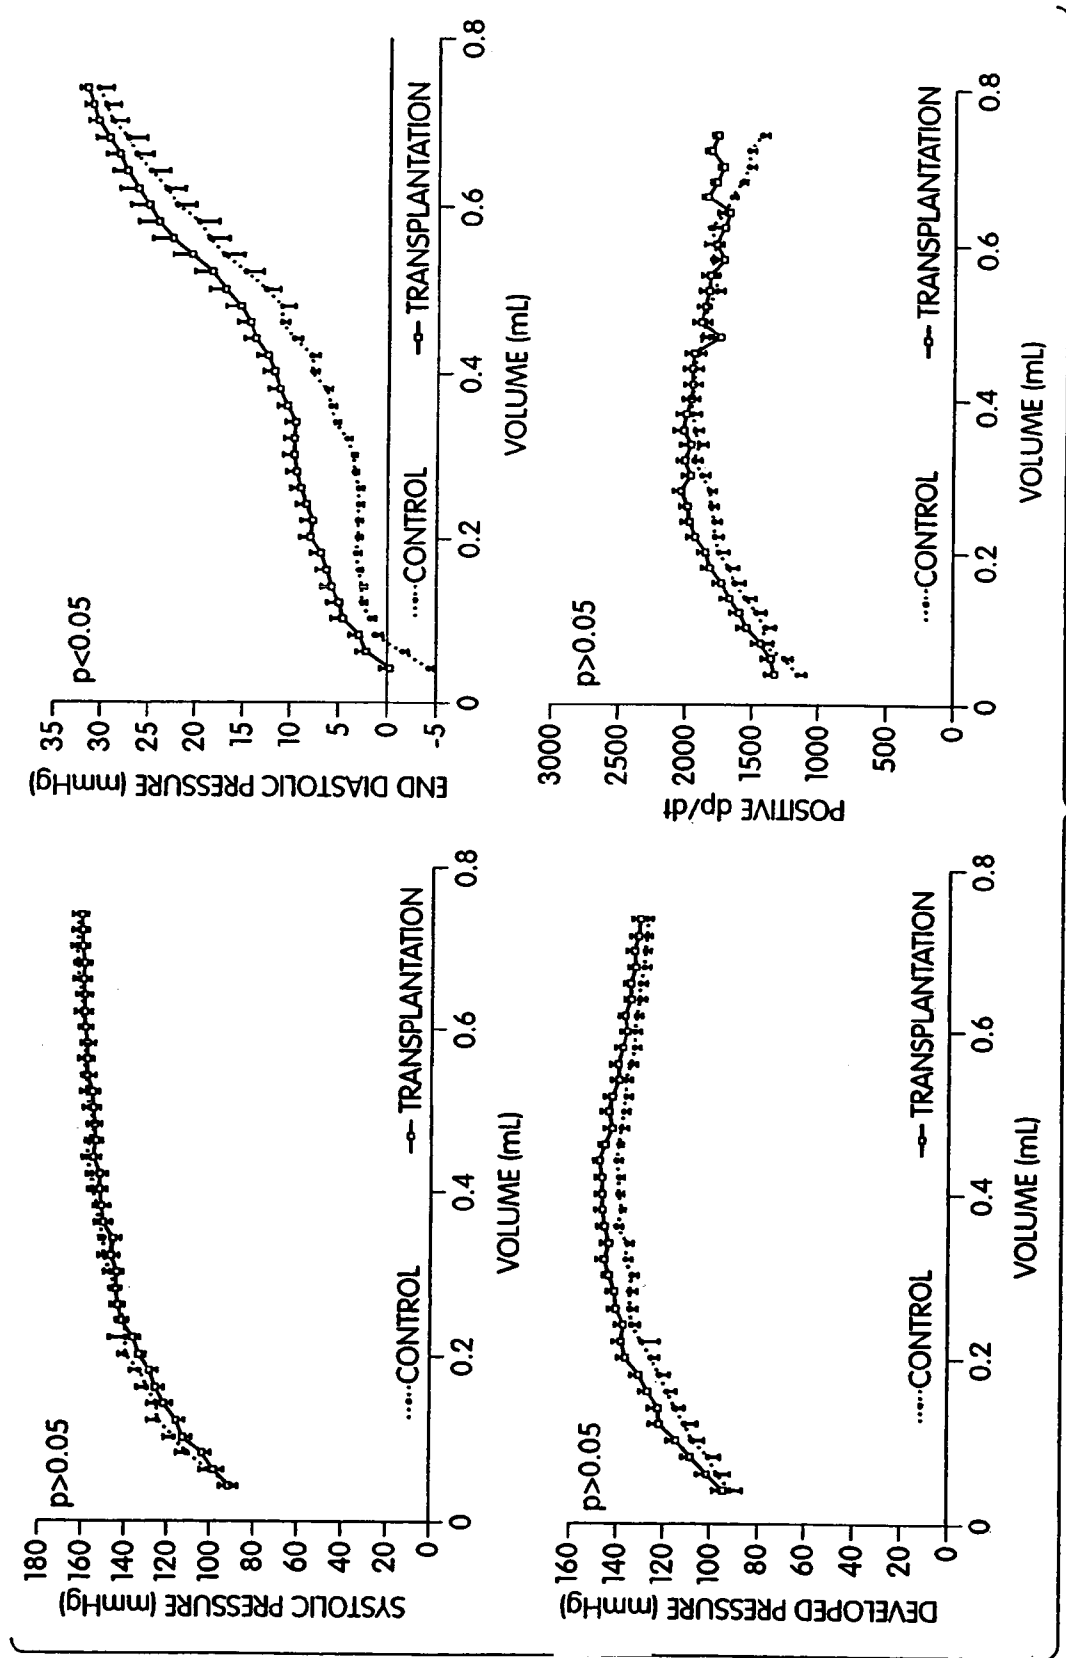 SYSTOLIC PRESSURE (mmHg)
180
160
140
120
100
80
60
40
20
0
p>0.05
CONTROL
TRANSPLANTATION
0
0.2
0.4
0.6
0.8
VOLUME (mL)
END DIASTOLIC PRESSURE (mmHg)
35
30
25
20
15
10
5
0
-5
p<0.05
CONTROL
TRANSPLANTATION
0
0.2
0.4
0.6
0.8
VOLUME (mL)
DEVELOPED PRESSURE (mmHg)
160
140
120
100
80
60
40
20
0
p>0.05
CONTROL
TRANSPLANTATION
0
0.2
0.4
0.6
0.8
VOLUME (mL)
POSITIVE dp/dt
3000
2500
2000
1500
1000
500
0
p>0.05
CONTROL
TRANSPLANTATION
0
0.2
0.4
0.6
0.8
VOLUME (mL)